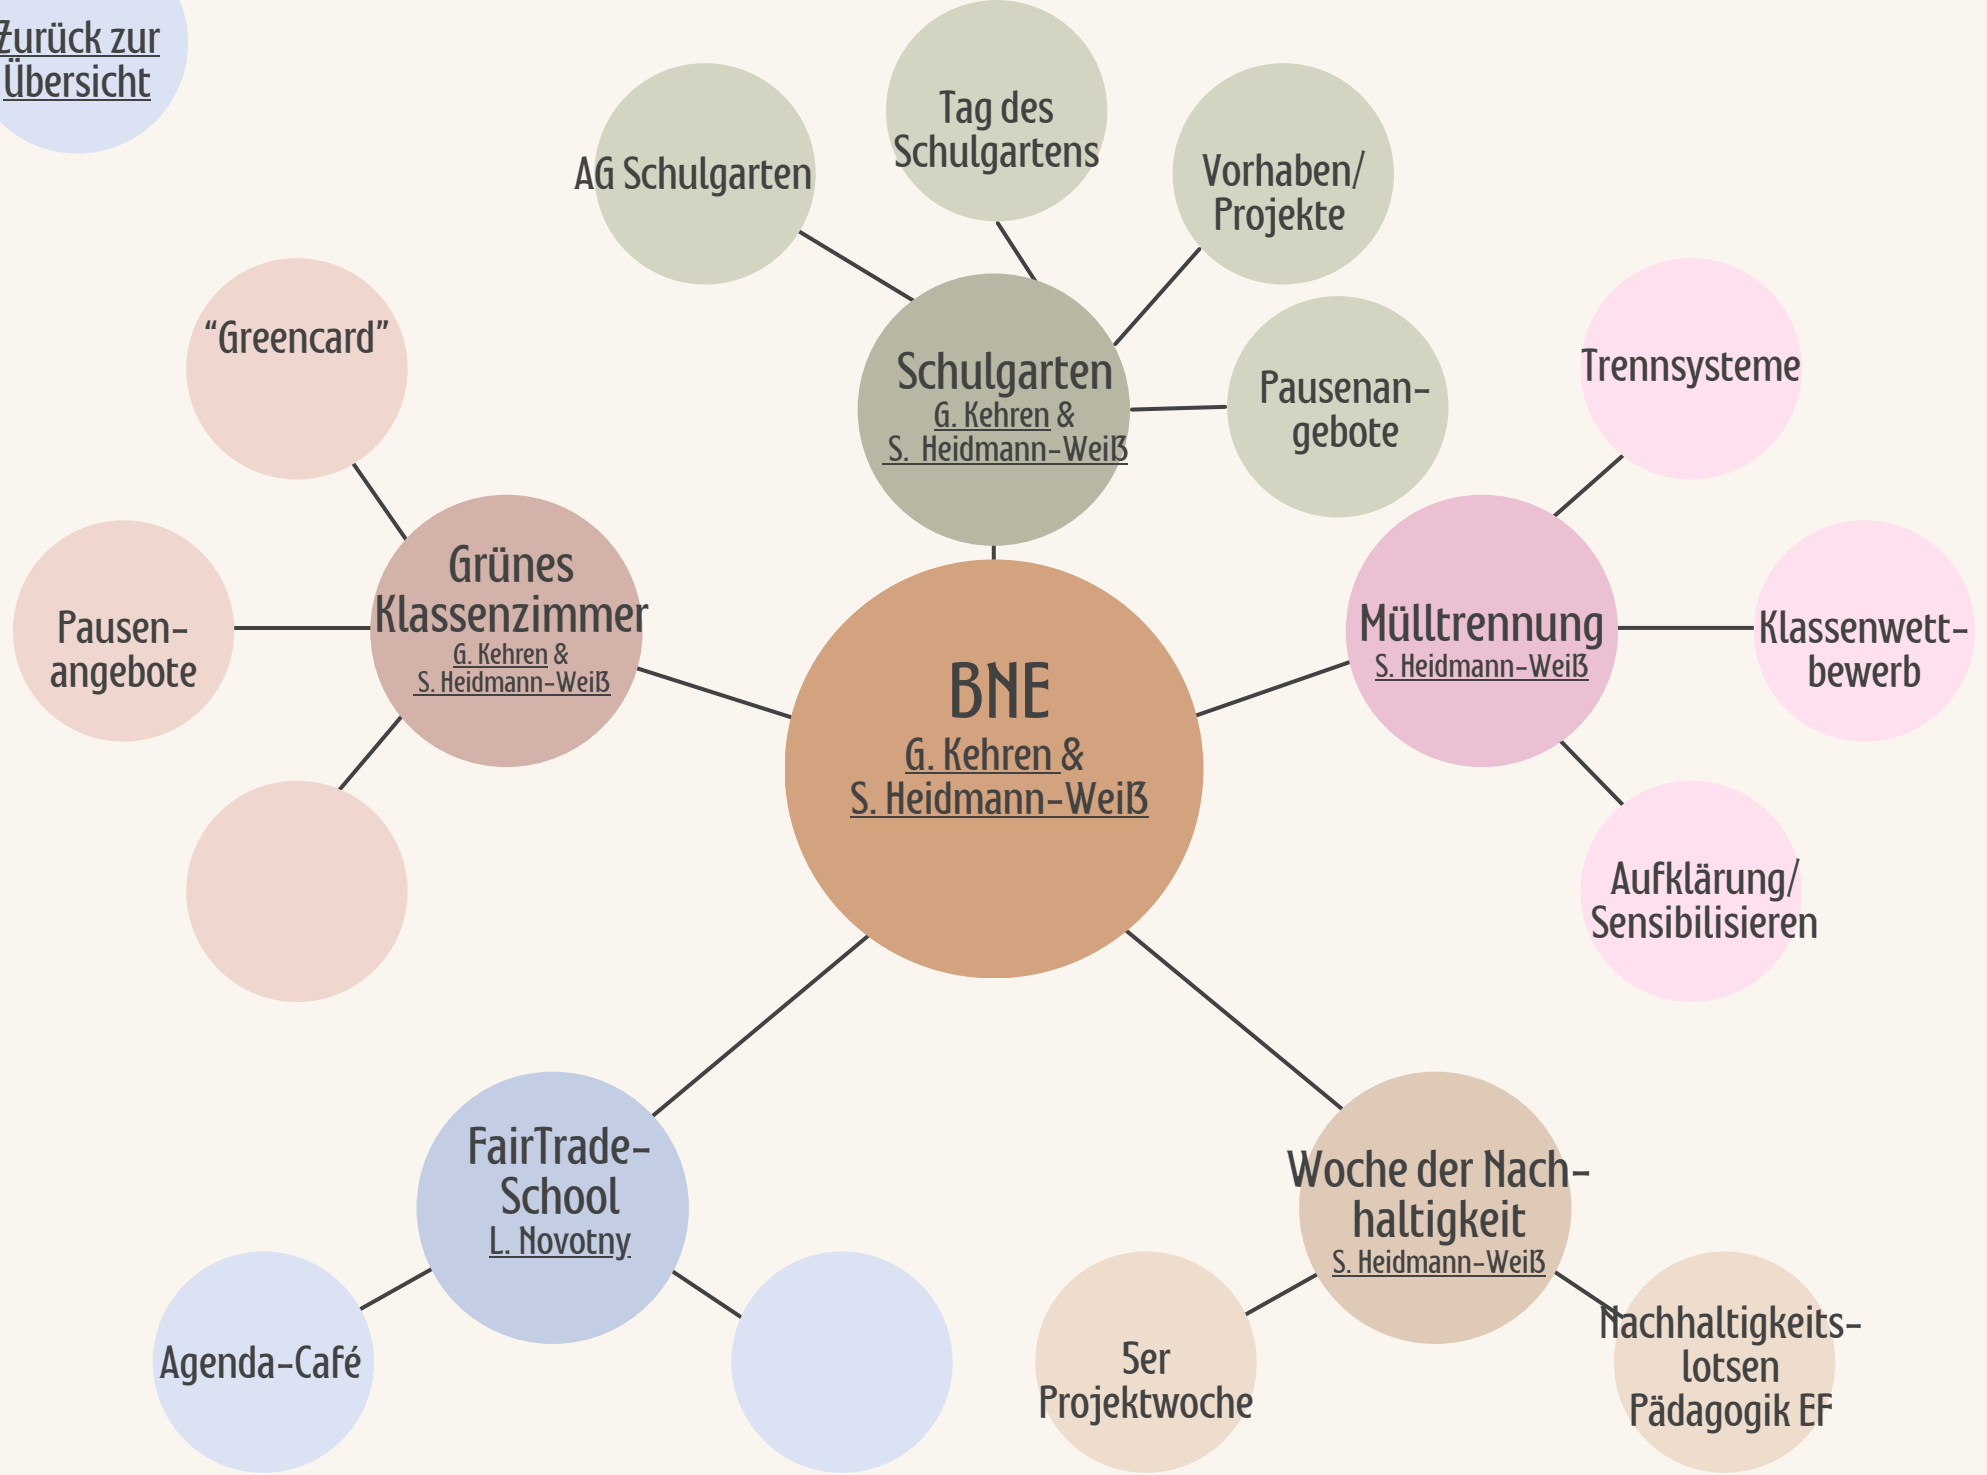 Zurück zur
Übersicht
Tag des
Schulgartens
AG Schulgarten
Vorhaben/
Projekte
“Greencard”
Schulgarten
G. Kehren &
S. Heidmann-Weiß
Pausenan-
gebote
Trennsysteme
Grünes
Klassenzimmer
G. Kehren &
S. Heidmann-Weiß
Pausen-
angebote
Mülltrennung
S. Heidmann-Weiß
Klassenwett-
bewerb
BNE
G. Kehren &
S. Heidmann-Weiß
Aufklärung/
Sensibilisieren
FairTrade-
School
L. Novotny
Woche der Nach-
haltigkeit
S. Heidmann-Weiß
Agenda-Café
5er
Projektwoche
Nachhaltigkeits-
lotsen
Pädagogik EF